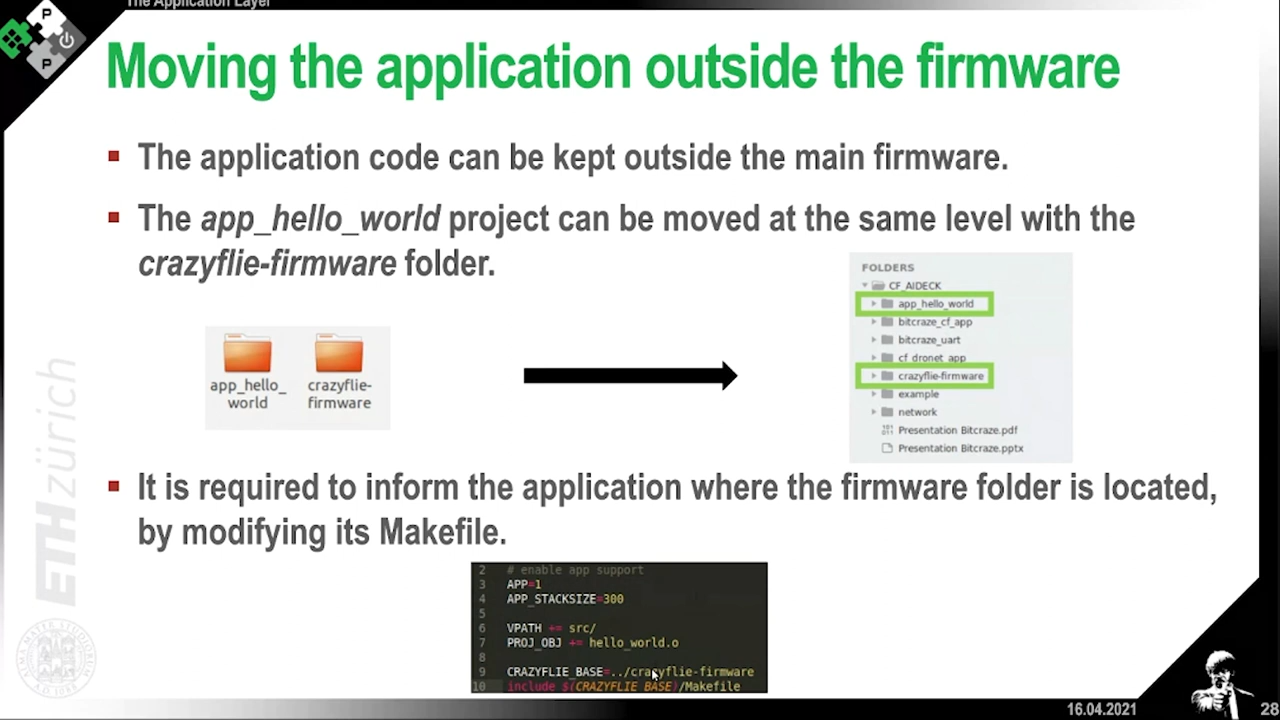 The Application Layer
P
P
P
Moving the application outside the firmware
The application code can be kept outside the main firmware.
The app_hello_world project can be moved at the same level with the
crazyflie-firmware folder.
app_hello_
world
crazyflie-
firmware
FOLDERS
CF_AIDECK
app_hello_world
bitcraze_cf_app
bitcraze_uart
cf_dronet_app
crazyflie-firmware
example
network
Presentation Bitcraze.pdf
Presentation Bitcraze.pptx
It is required to inform the application where the firmware folder is located,
by modifying its Makefile.
2 # enable app support
3 APP=1
4 APP_STACKSIZE=300
5
6 VPATH += src/
7 PROJ_OBJ += hello_world.o
8
9 CRAZYFLIE_BASE=../crazyflie-firmware
10 include $(CRAZYFLIE_BASE)/Makefile
ETHzürich
16.04.2021
28